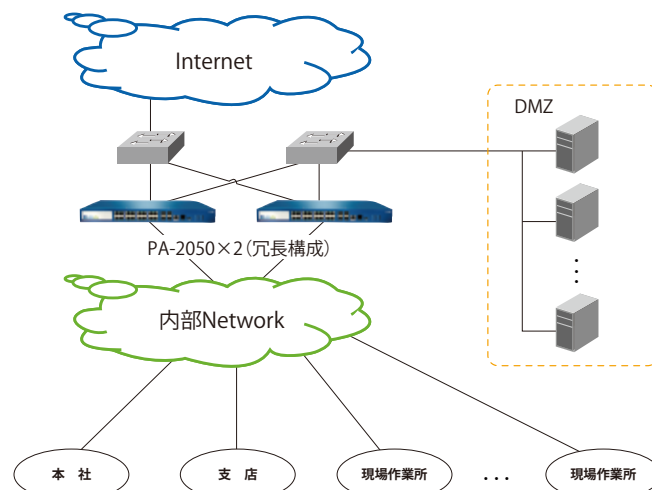 Internet
DMZ
PA-2050×2（冗長構成）
内部Network
本　社
支　店
現場作業所
...
現場作業所